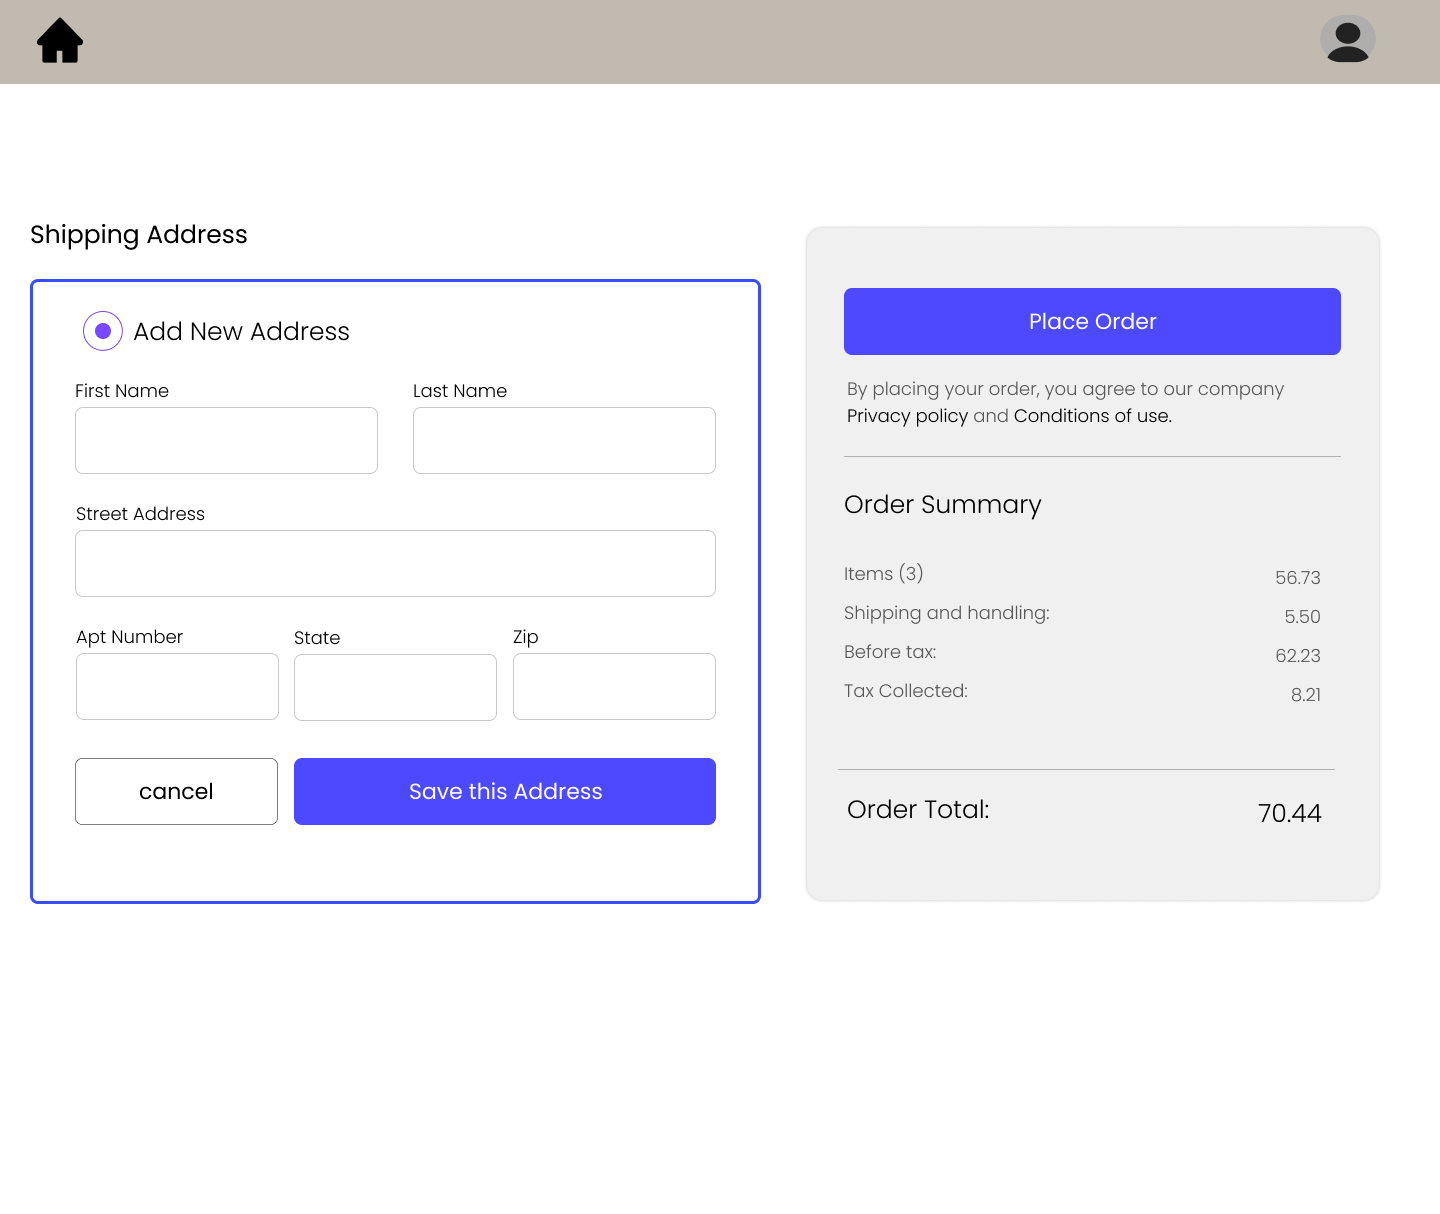 Shipping Address
Add New Address
First Name
Last Name
Street Address
Apt Number
State
Zip
cancel
Save this Address
Place Order
By placing your order, you agree to our company
Privacy policy and Conditions of use.
Order Summary
Items (3) 56.73
Shipping and handling: 5.50
Before tax: 62.23
Tax Collected: 8.21
Order Total: 70.44